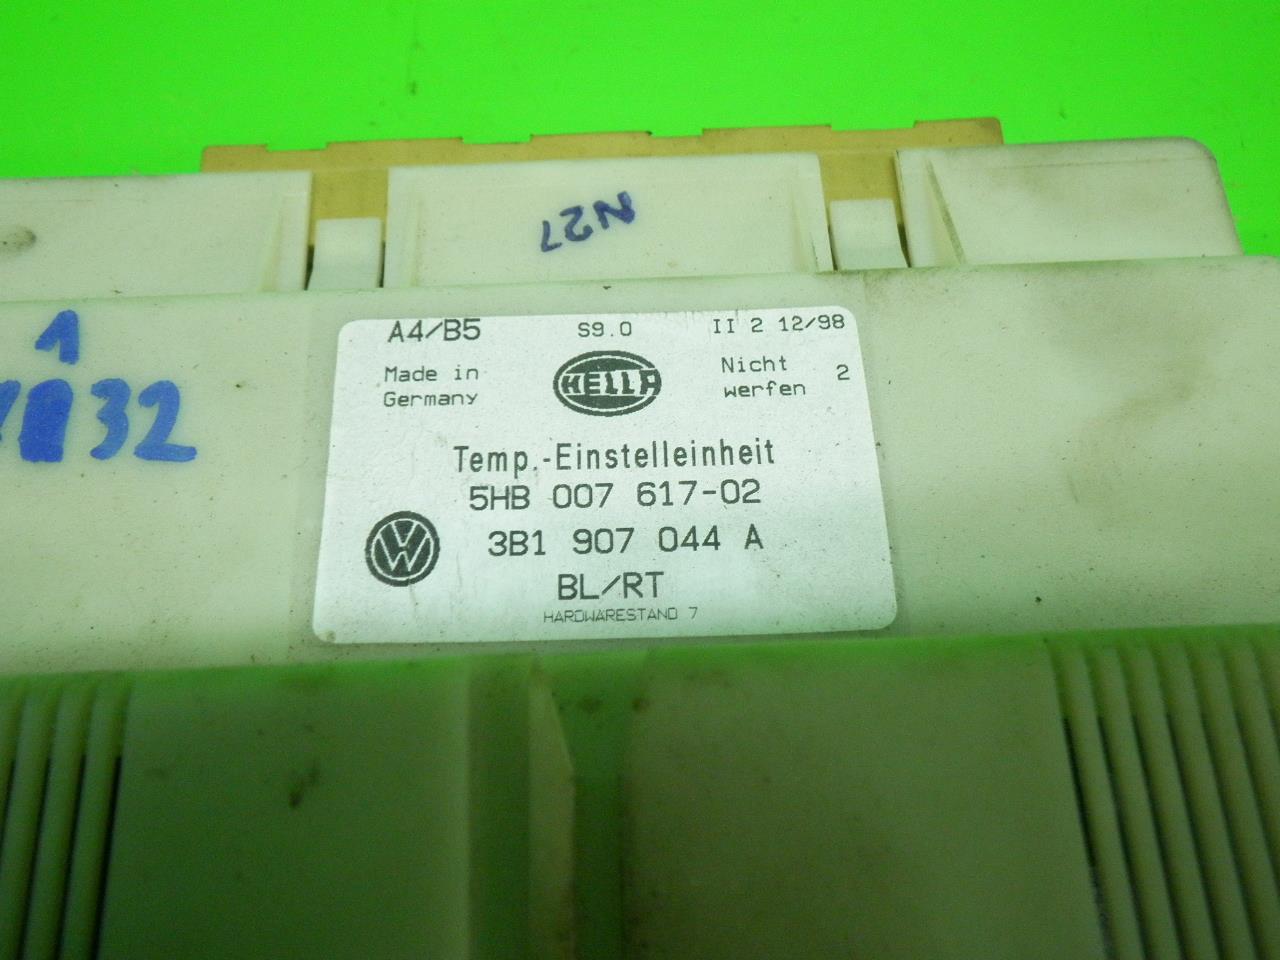 N27
1
32
A4/B5 S9.0 II 2 12/98
Made in Germany
HELLA
Nicht werfen 2
Temp.-Einstelleinheit
5HB 007 617-02
VW
3B1 907 044 A
BL/RT
HARDWARESTAND 7